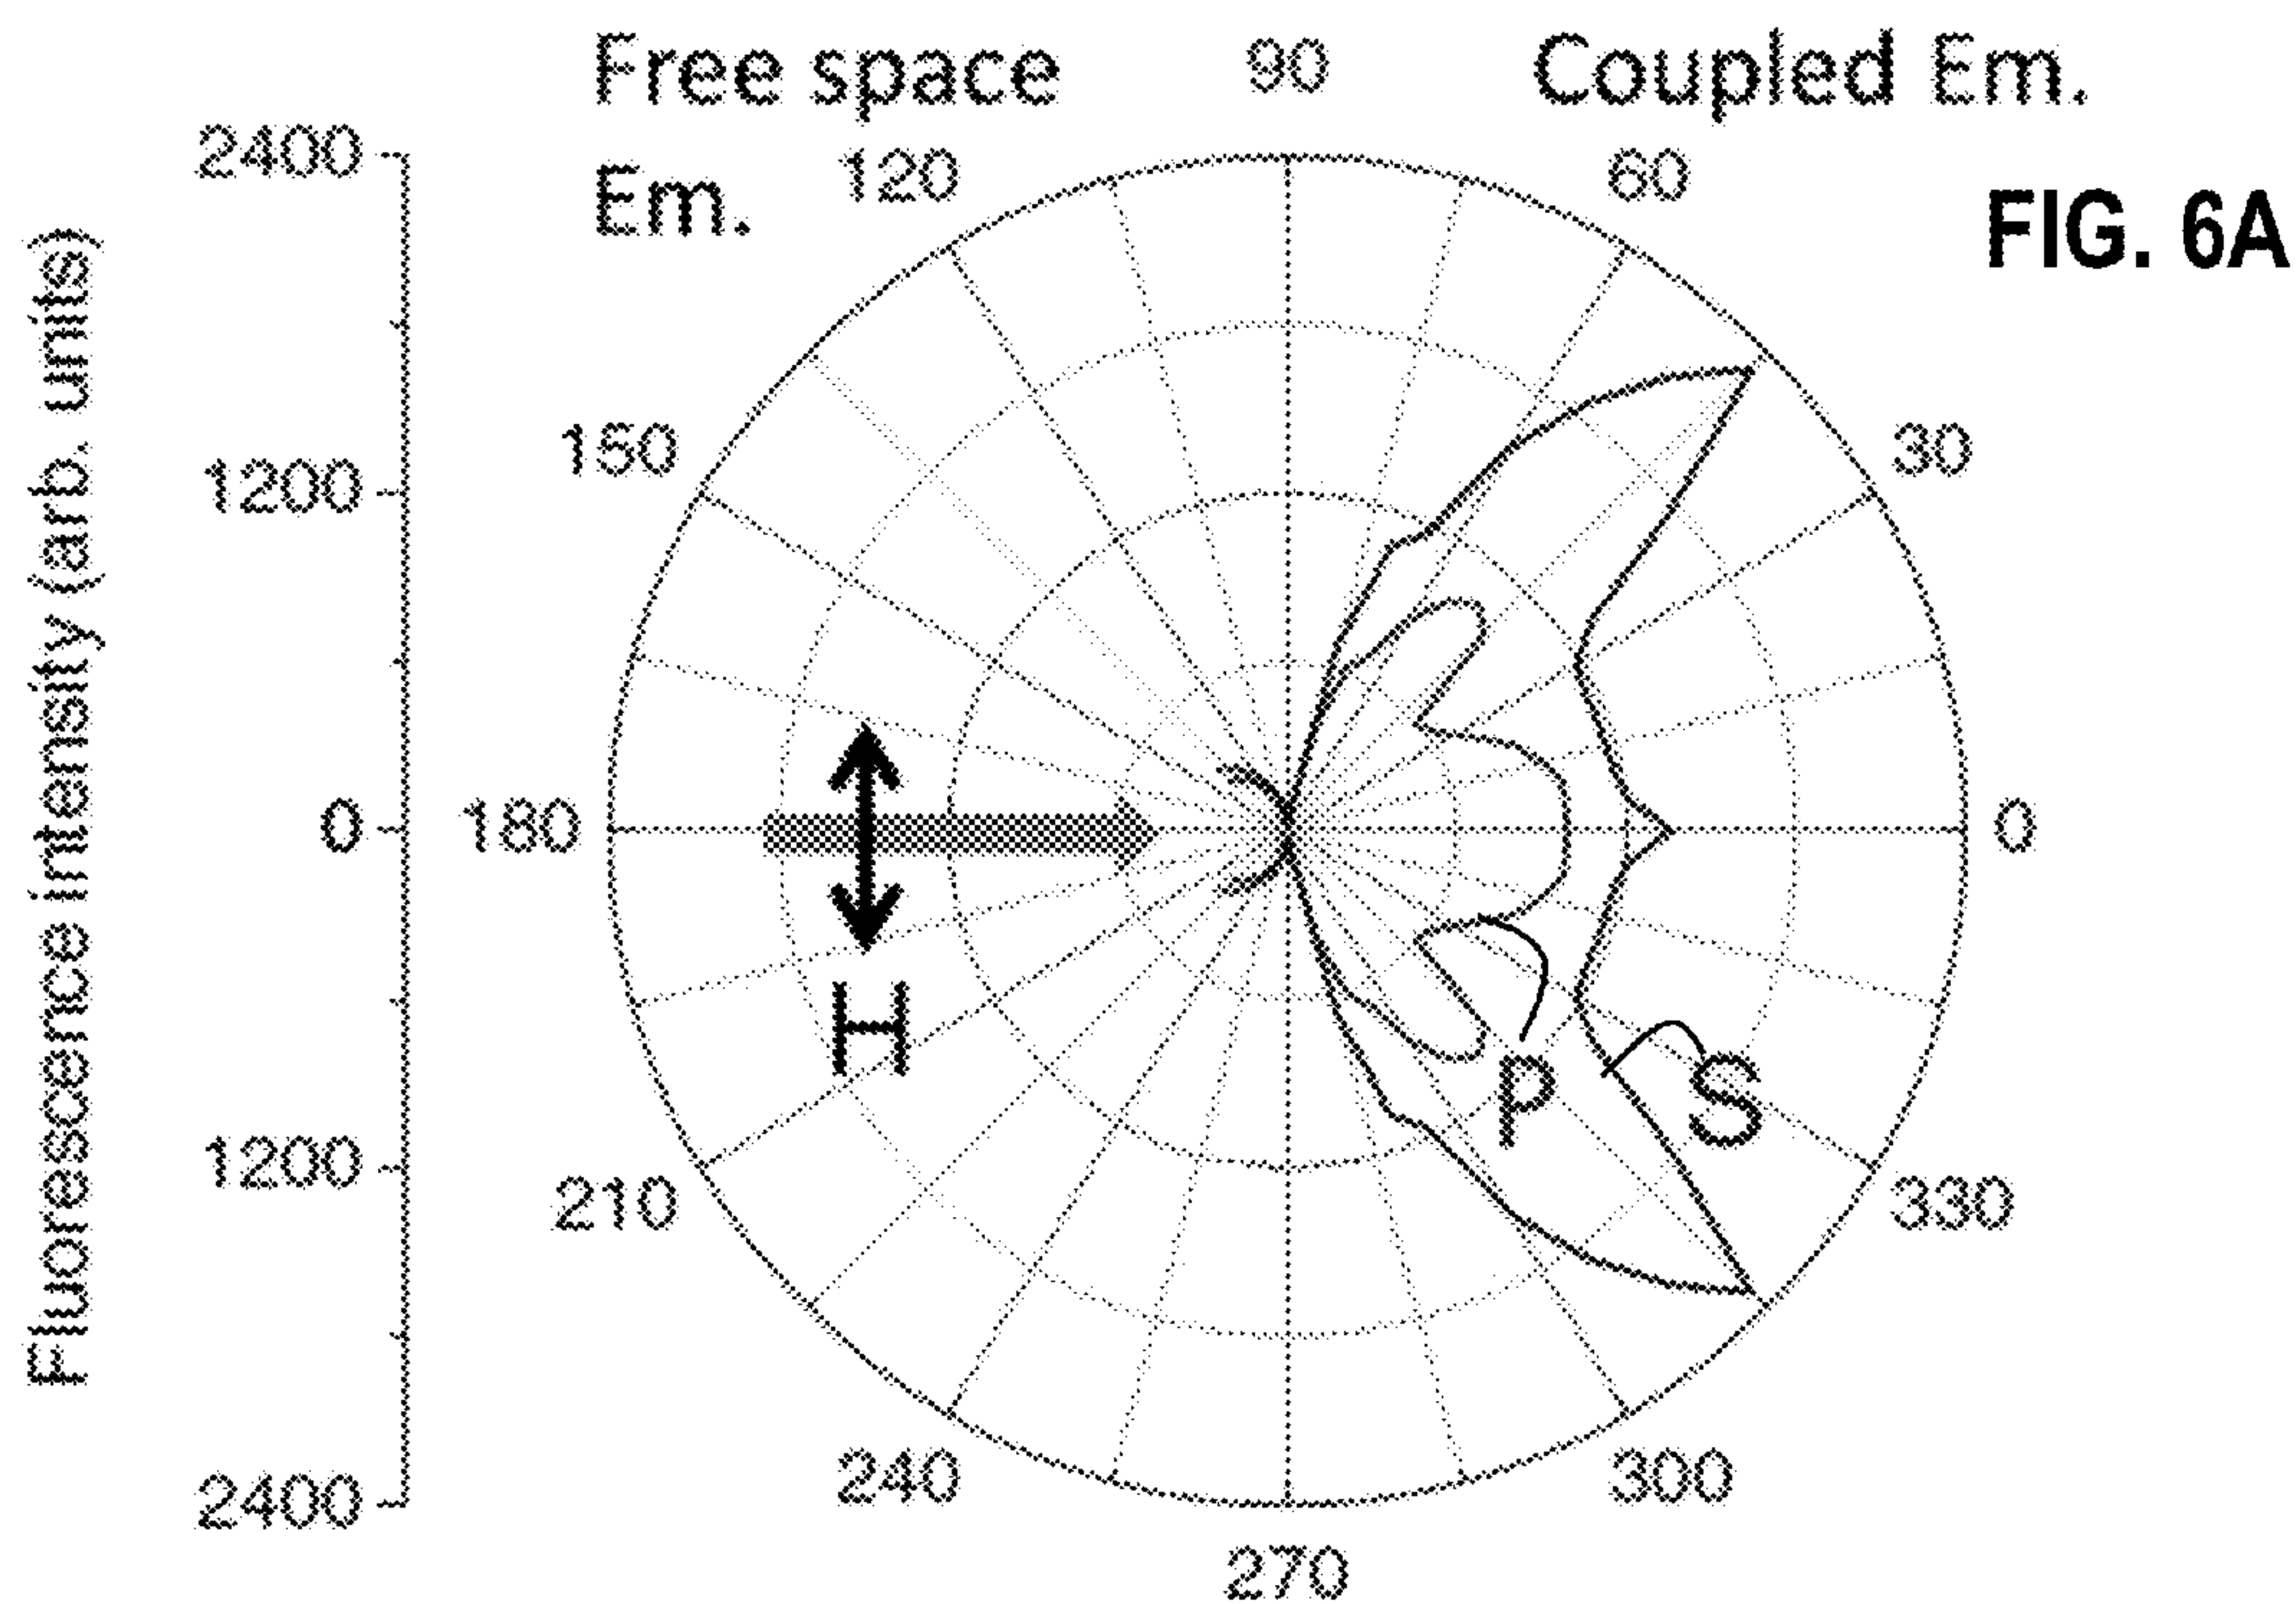 Free space
Em.
Coupled Em.
FIG. 6A
Fluorescence intensity (arb. units)
2400
1200
0
1200
2400
90
120
60
150
30
180
0
210
330
240
300
270
H
P
S